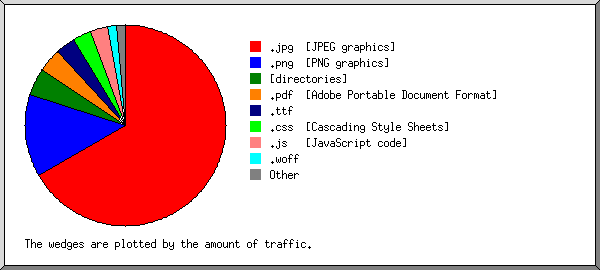 .jpg [JPEG graphics]
.png [PNG graphics]
[directories]
.pdf [Adobe Portable Document Format]
.ttf
.css [Cascading Style Sheets]
.js [JavaScript code]
.woff
Other
The wedges are plotted by the amount of traffic.